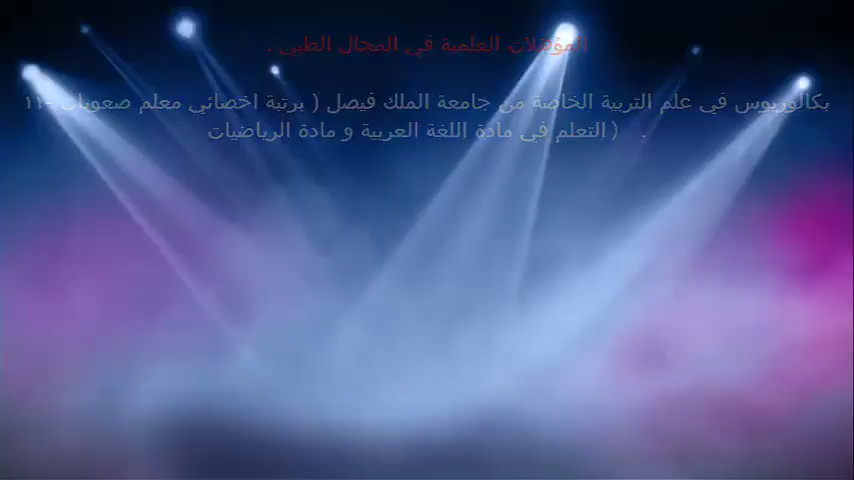 المؤهلات العلمية في المجال الطبي .
١١- بكالوريوس في علم التربية الخاصة من جامعة الملك فيصل ( برتبة اخصائي معلم صعوبات
التعلم في مادة اللغة العربية و مادة الرياضيات ) .